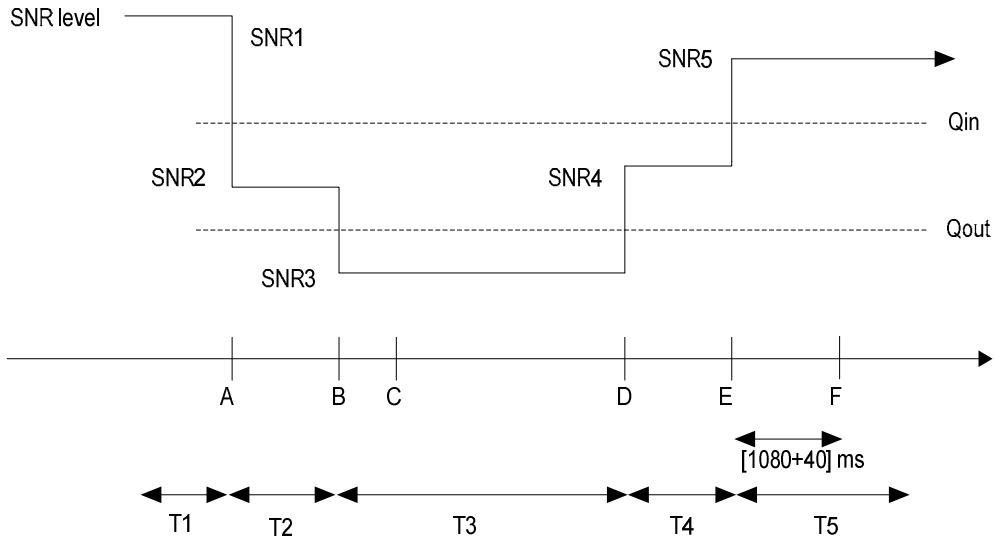 SNR level
SNR1
SNR5
Qin
SNR2
SNR4
Qout
SNR3
A B C D E F
[1080+40] ms
T1 T2 T3 T4 T5